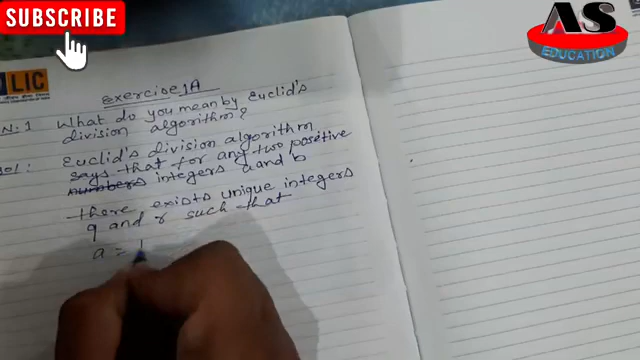 SUBSCRIBE
AS
EDUCATION
LIC
Exercise 1A
N: 1 What do you mean by Euclid's
division algorithm?
sol: Euclid's division algorithm
says that for any two positive
numbers integers a and b
there exists unique integers
q and r such that
a =